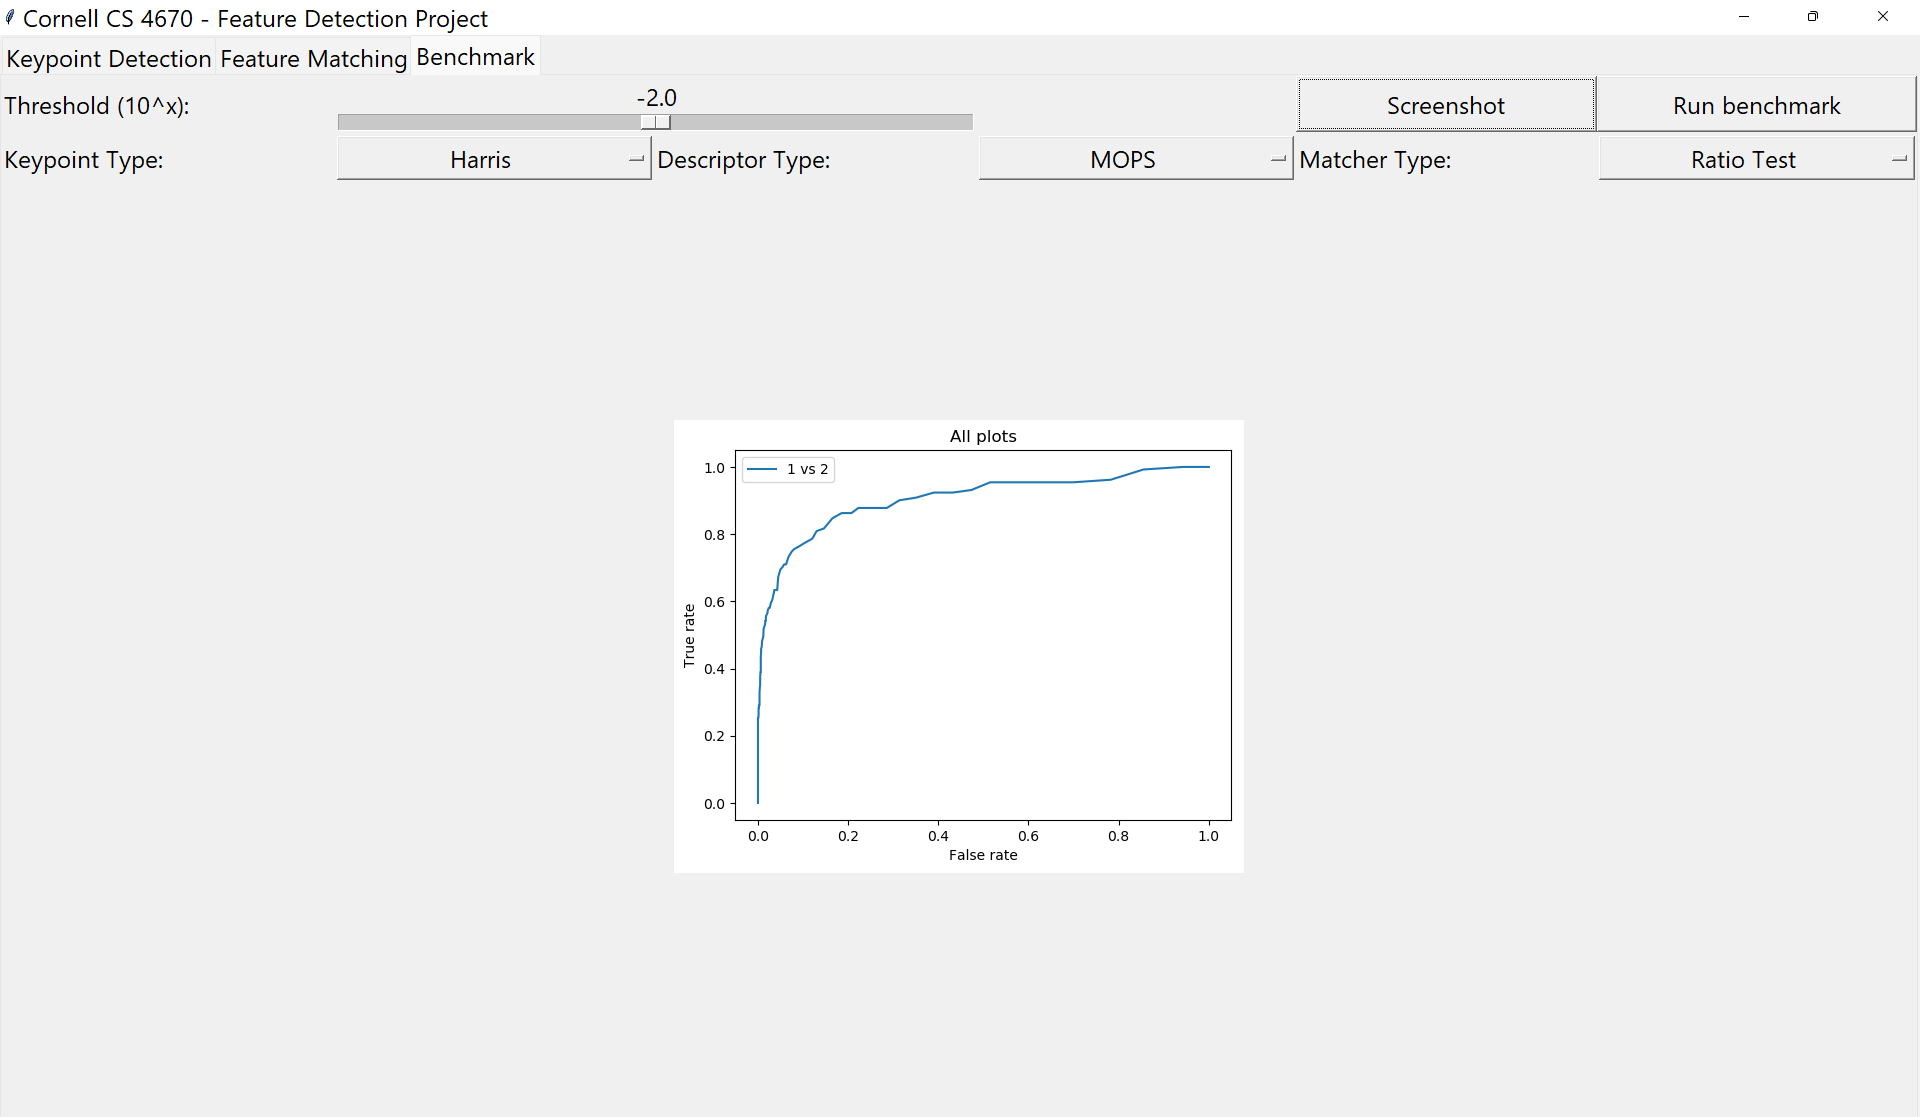 Cornell CS 4670 - Feature Detection Project
Keypoint Detection Feature Matching Benchmark
Threshold (10^x): -2.0 Screenshot Run benchmark
Keypoint Type: Harris Descriptor Type: MOPS Matcher Type: Ratio Test
All plots
1 vs 2
1.0
0.8
0.6
0.4
0.2
0.0
True rate
0.0 0.2 0.4 0.6 0.8 1.0
False rate